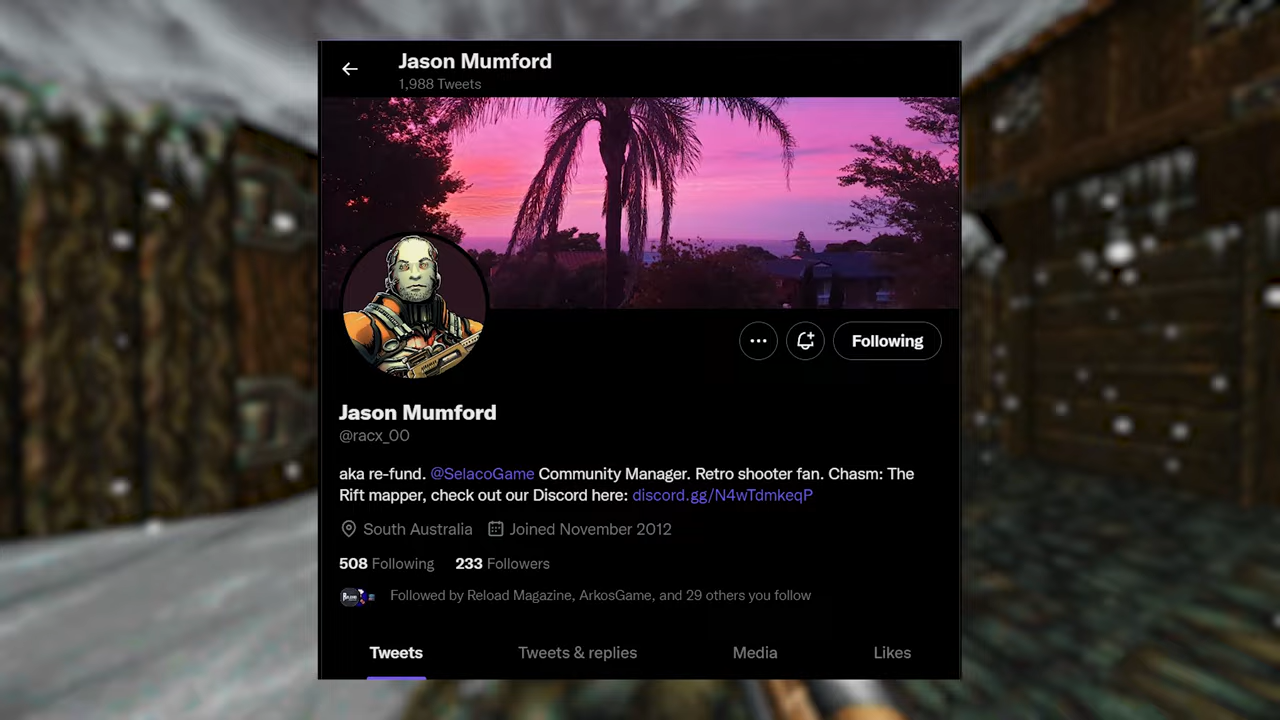 Jason Mumford
1,988 Tweets
Following
Jason Mumford
@racx_00
aka re-fund. @SelacoGame Community Manager. Retro shooter fan. Chasm: The
Rift mapper, check out our Discord here: discord.gg/N4wTdmkeqP
South Australia Joined November 2012
508 Following 233 Followers
Followed by Reload Magazine, ArkosGame, and 29 others you follow
Tweets Tweets & replies Media Likes